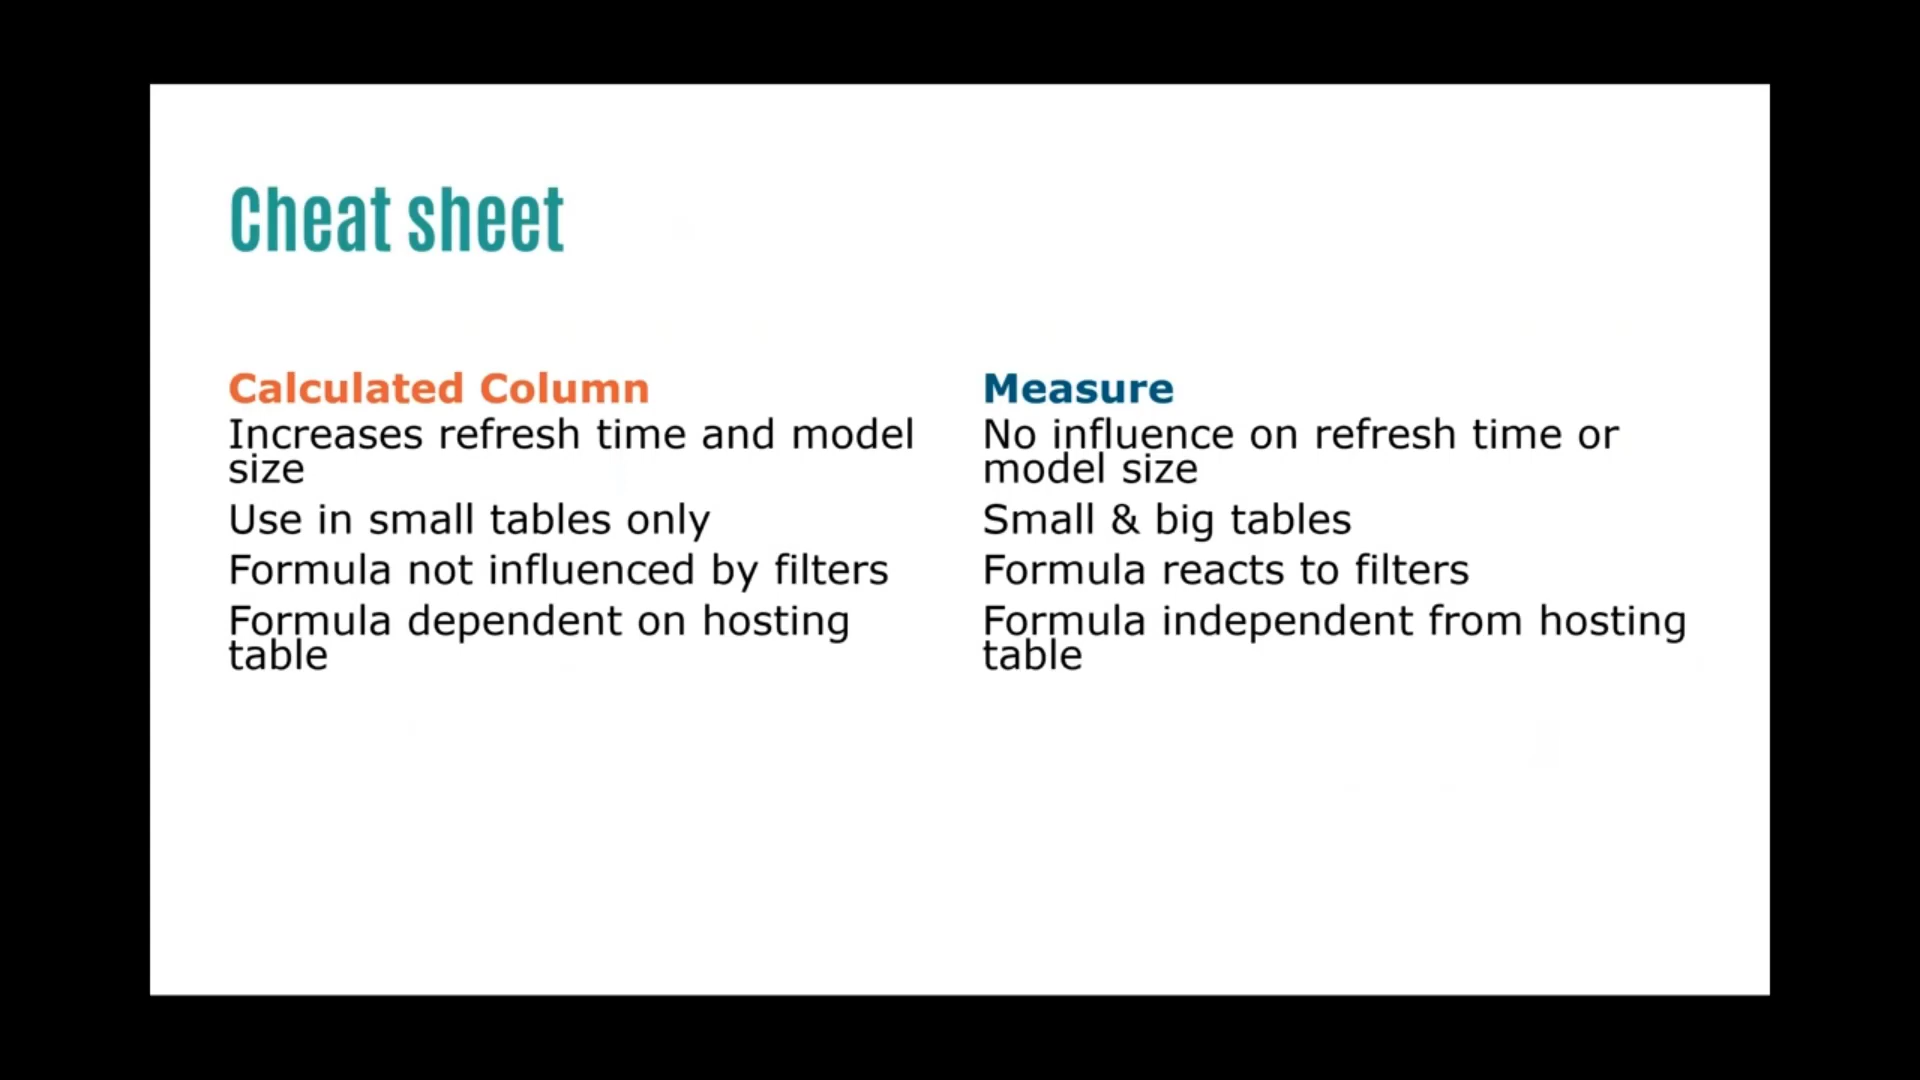 Cheat sheet
Calculated Column
Increases refresh time and model
size
Use in small tables only
Formula not influenced by filters
Formula dependent on hosting
table
Measure
No influence on refresh time or
model size
Small & big tables
Formula reacts to filters
Formula independent from hosting
table